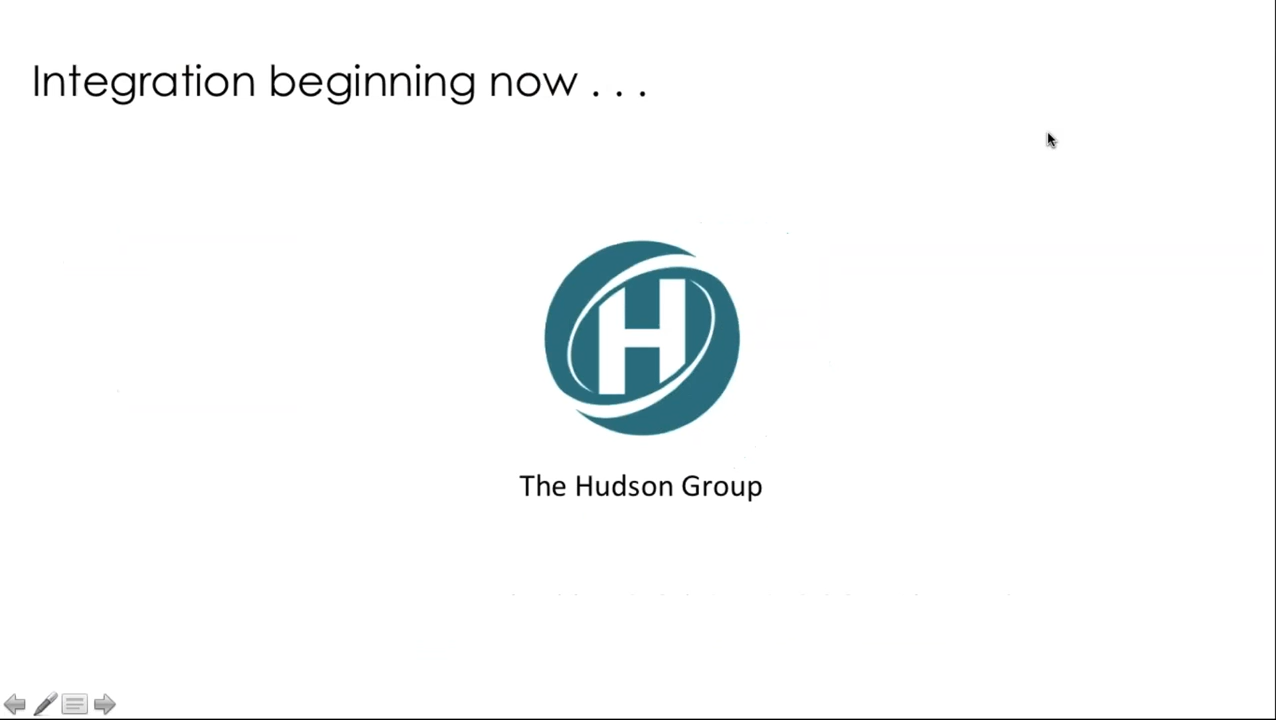 Integration beginning now . . .
H
The Hudson Group